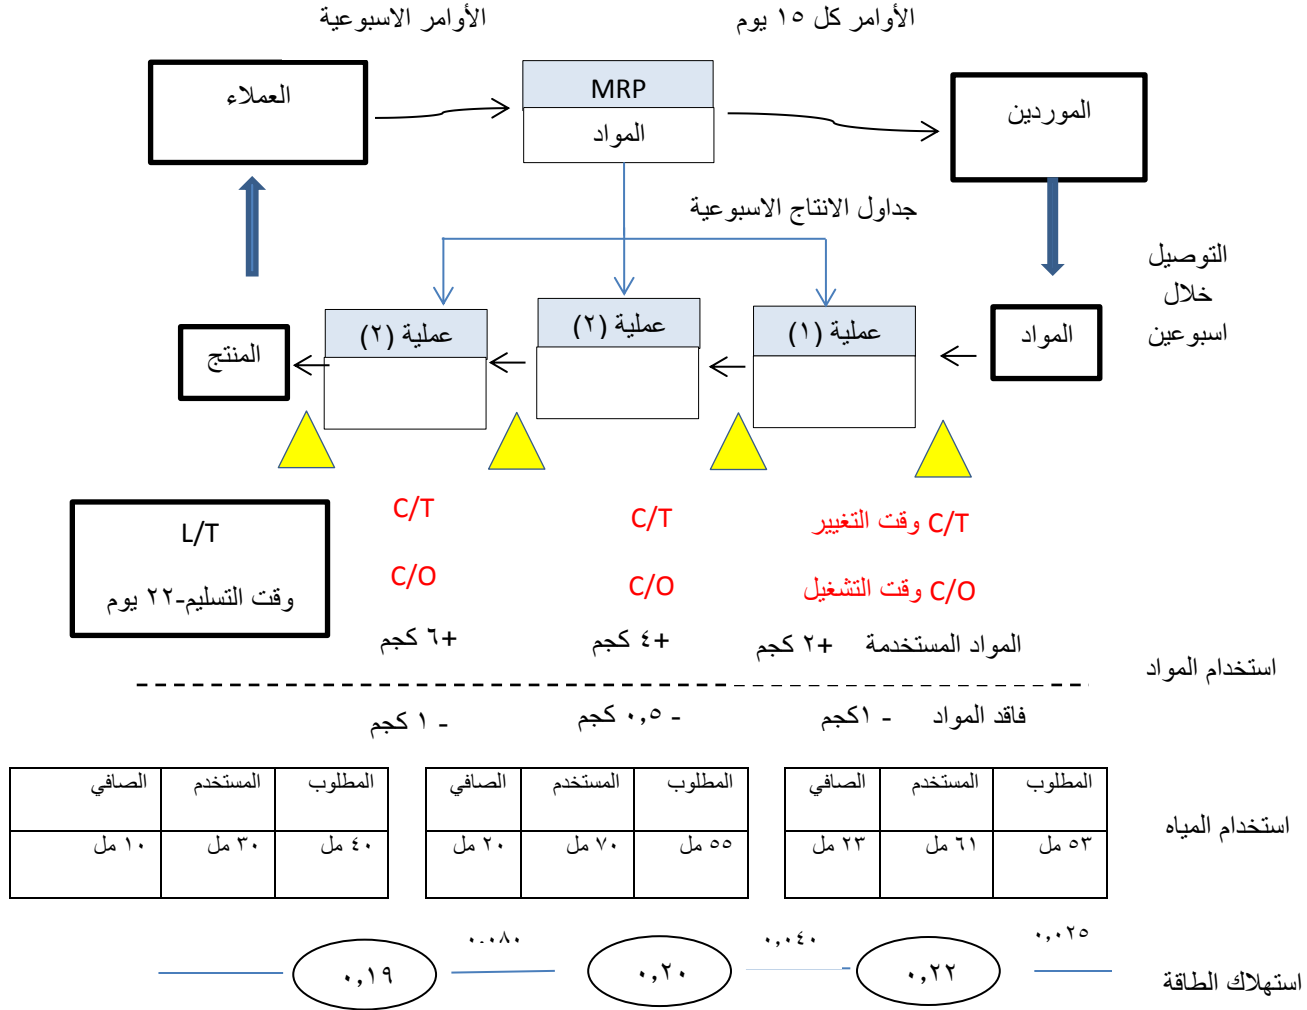 الأوامر كل ١٥ يوم
الأوامر الاسبوعية
الموردين
MRP
المواد
العملاء
جداول الانتاج الاسبوعية
التوصيل
خلال
اسبوعين
المواد
عملية (١)
عملية (٢)
عملية (٢)
المنتج
C/T وقت التغيير
C/T
C/T
C/O وقت التشغيل
C/O
C/O
L/T
وقت التسليم-٢٢ يوم
استخدام المواد
المواد المستخدمة +٢ كجم
+٤ كجم
+٦ كجم
فاقد المواد - ١كجم
- ٠,٥ كجم
- ١ كجم
استخدام المياه
المطلوب المستخدم الصافي
٥٣ مل ٦١ مل ٢٣ مل
المطلوب المستخدم الصافي
٥٥ مل ٧٠ مل ٢٠ مل
المطلوب المستخدم الصافي
٤٠ مل ٣٠ مل ١٠ مل
استهلاك الطاقة
٠,٠٢٥
٠,٢٢
٠,٠٤٠
٠,٢٠
٠,٠٨٠
٠,١٩